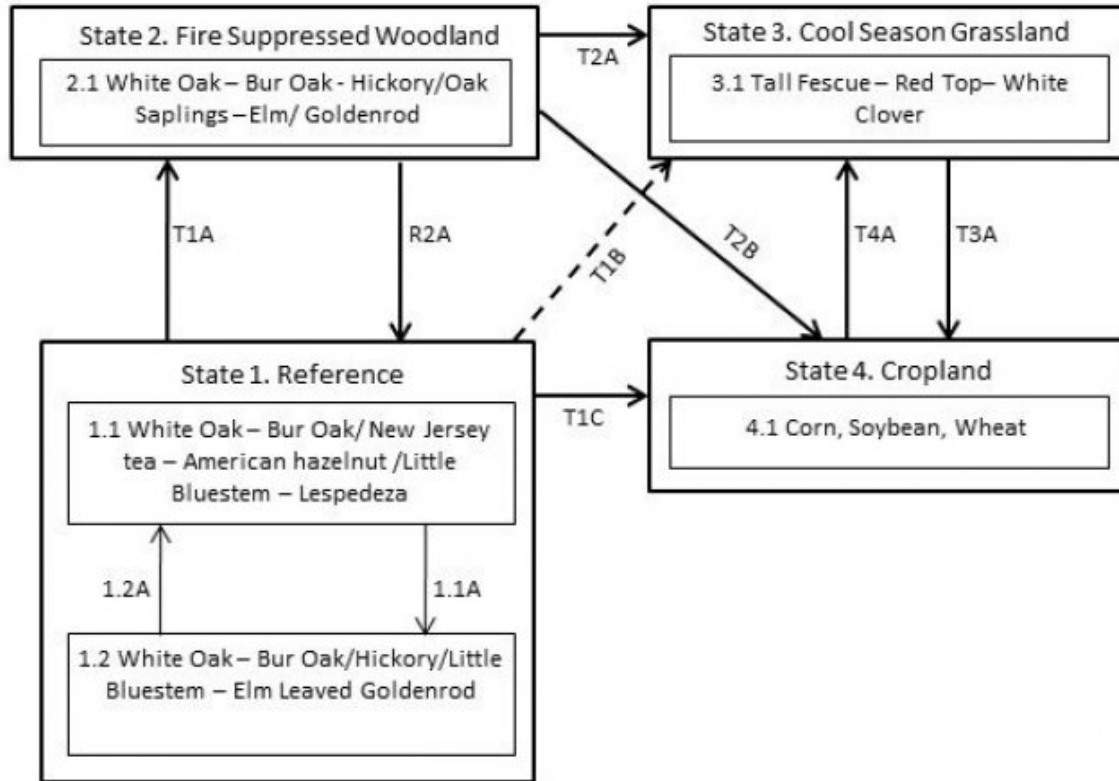 State 2. Fire Suppressed Woodland
2.1 White Oak – Bur Oak - Hickory/Oak
Saplings –Elm/ Goldenrod
T2A
State 3. Cool Season Grassland
3.1 Tall Fescue – Red Top– White
Clover
T1A
R2A
T1B
T2B
T4A
T3A
State 1. Reference
1.1 White Oak – Bur Oak/ New Jersey
tea – American hazelnut /Little
Bluestem – Lespedeza
1.2A
1.1A
1.2 White Oak – Bur Oak/Hickory/Little
Bluestem – Elm Leaved Goldenrod
T1C
State 4. Cropland
4.1 Corn, Soybean, Wheat